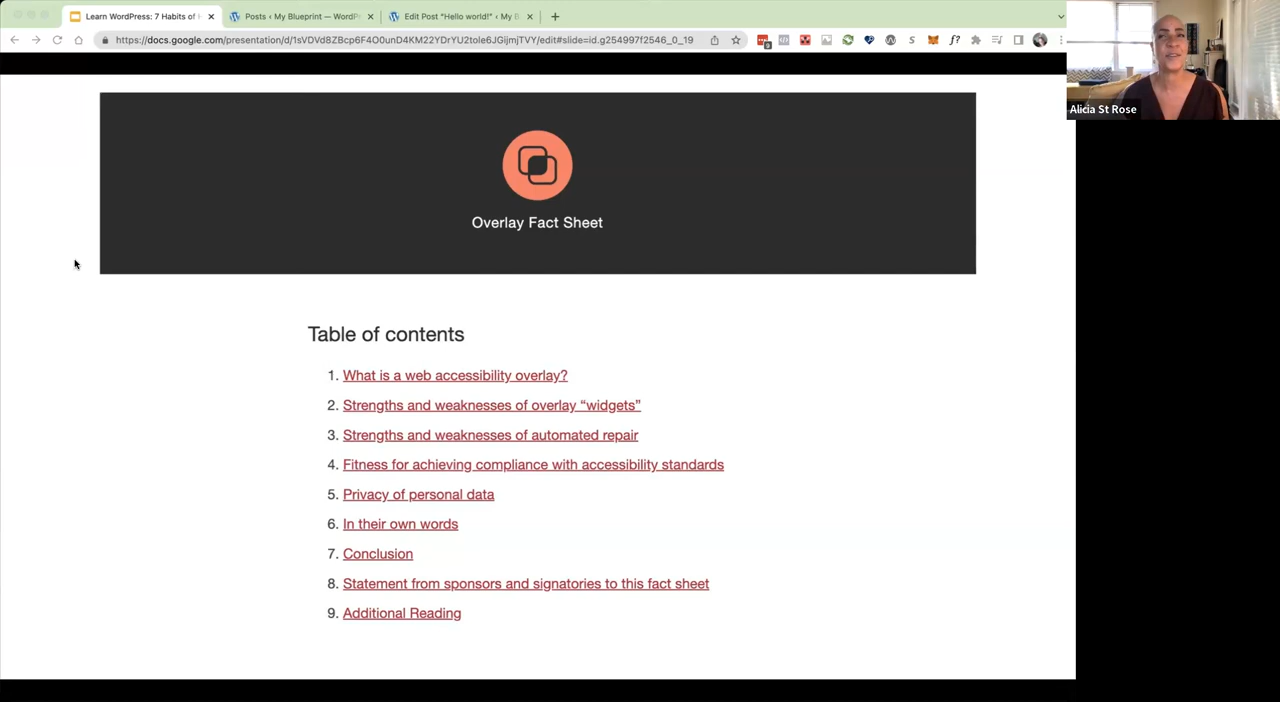 Learn WordPress: 7 Habits of
Posts ‹ My Blueprint — WordP
Edit Post “Hello world!” ‹ My B
https://docs.google.com/presentation/d/1sVDVd8ZBcp6F4O0unD4KM22YDrYU2tole6JGijmjTVY/edit#slide=id.g254997f2546_0_19
Alicia St Rose
Overlay Fact Sheet
Table of contents
1. What is a web accessibility overlay?
2. Strengths and weaknesses of overlay “widgets”
3. Strengths and weaknesses of automated repair
4. Fitness for achieving compliance with accessibility standards
5. Privacy of personal data
6. In their own words
7. Conclusion
8. Statement from sponsors and signatories to this fact sheet
9. Additional Reading